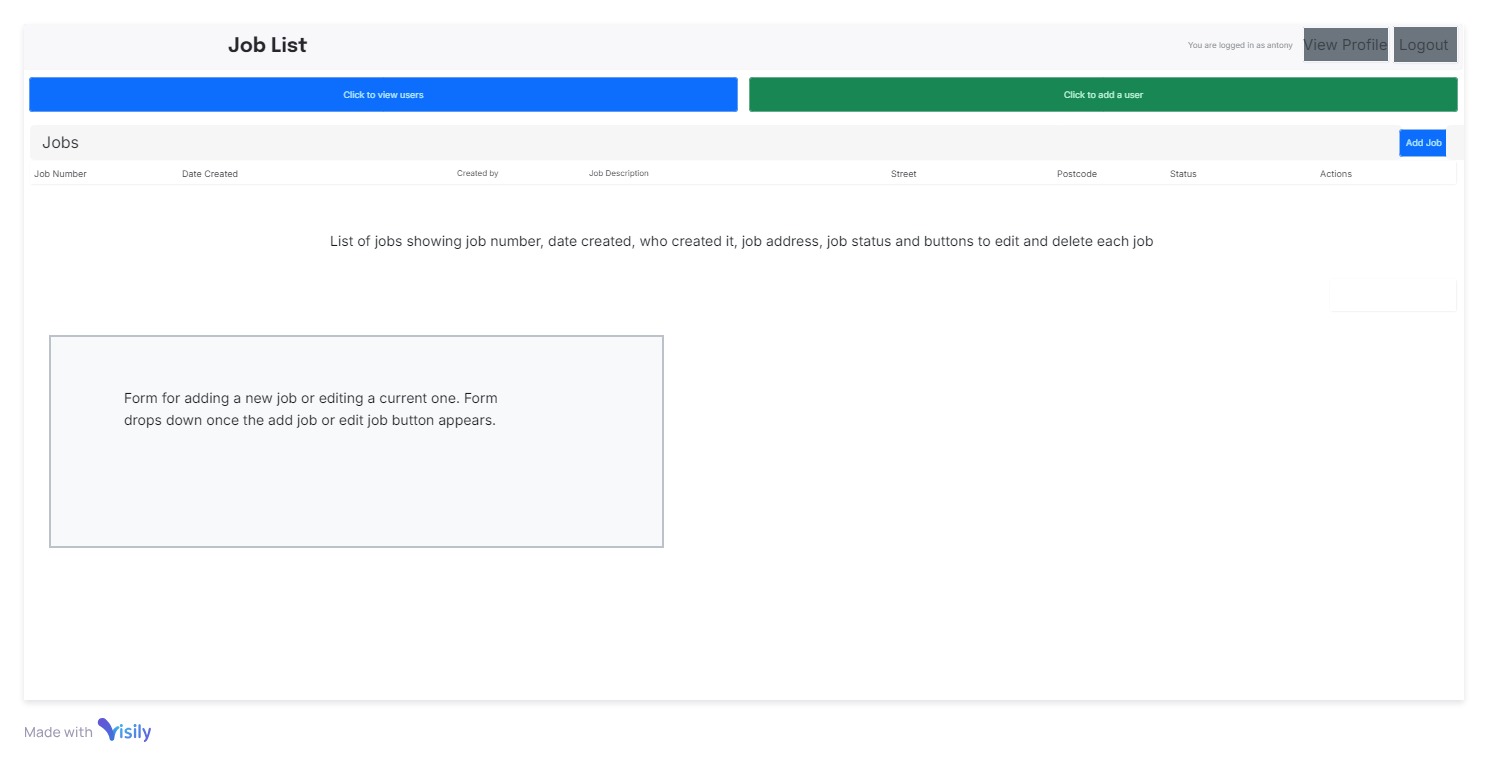 Job List
You are logged in as antony
View Profile
Logout
Click to view users
Click to add a user
Jobs
Add Job
Job Number
Date Created
Created by
Job Description
Street
Postcode
Status
Actions
List of jobs showing job number, date created, who created it, job address, job status and buttons to edit and delete each job
Form for adding a new job or editing a current one. Form
drops down once the add job or edit job button appears.
Made with Visily